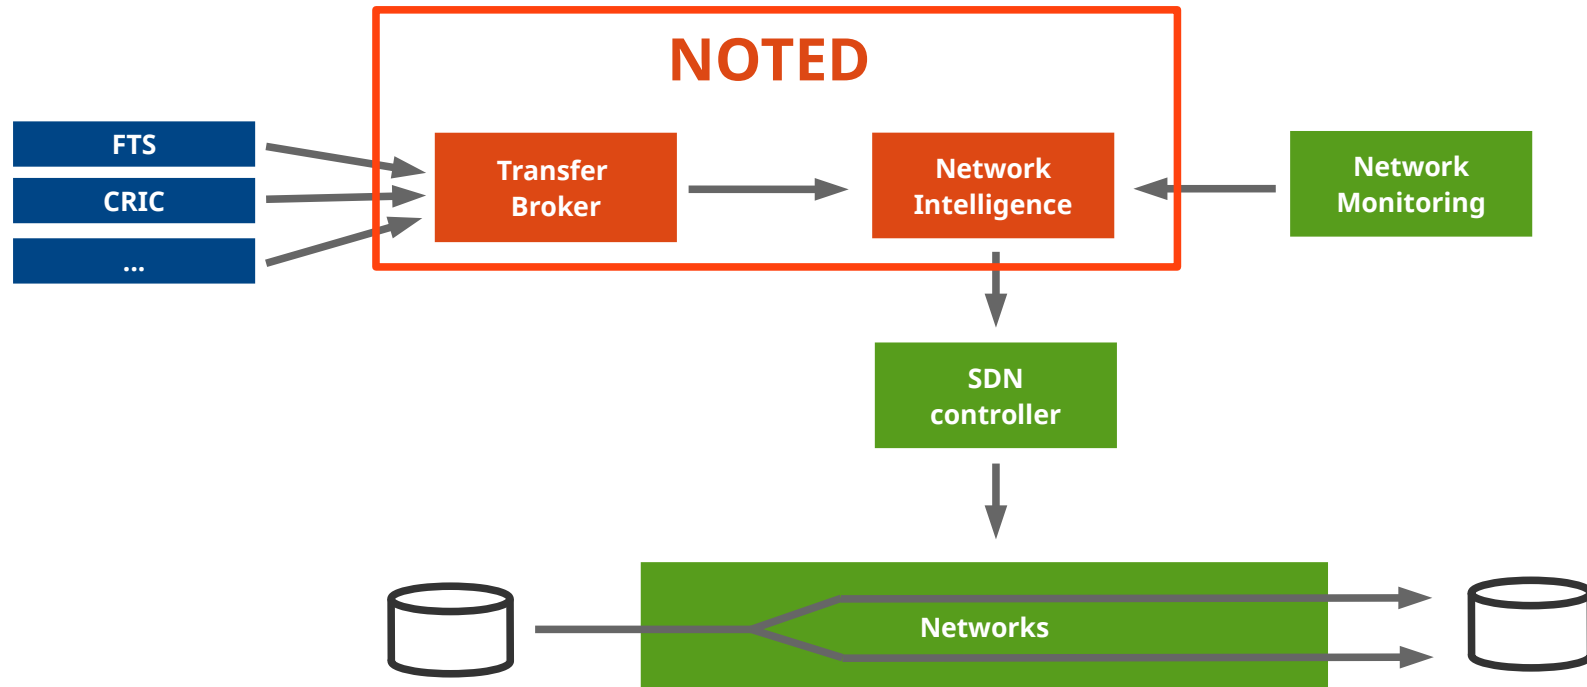 NOTED
FTS
CRIC
...
Transfer
Broker
Network
Intelligence
Network
Monitoring
SDN
controller
Networks